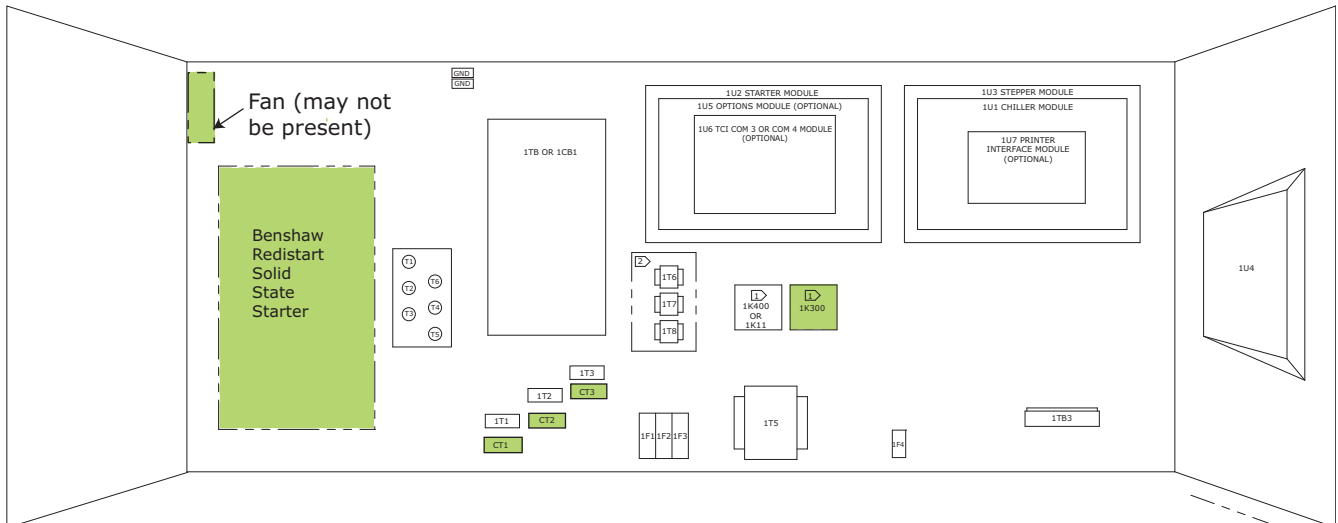 GND
GND
Fan (may not
be present)
1U2 STARTER MODULE
1U5 OPTIONS MODULE (OPTIONAL)
1U6 TCI COM 3 OR COM 4 MODULE
(OPTIONAL)
1U3 STEPPER MODULE
1U1 CHILLER MODULE
1U7 PRINTER
INTERFACE MODULE
(OPTIONAL)
1TB OR 1CB1
Benshaw
Redistart
Solid
State
Starter
T1
T2
T3
T6
T4
T5
2
1T6
1T7
1T8
1
1K400
OR
1K11
1
1K300
1U4
1T3
CT3
1T2
CT2
1T1
CT1
1F1 1F2 1F3
1T5
1F4
1TB3